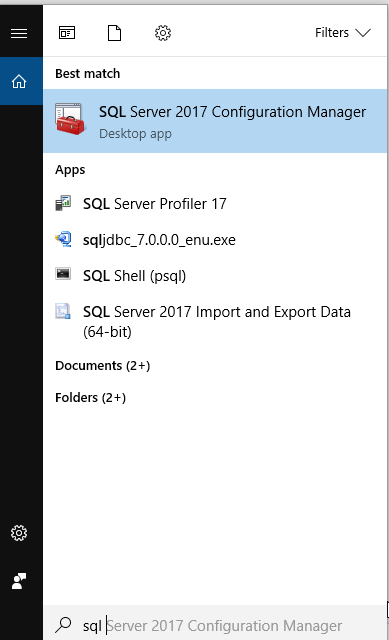 Filters
Best match
SQL Server 2017 Configuration Manager
Desktop app
Apps
SQL Server Profiler 17
sqljdbc_7.0.0.0_enu.exe
SQL Shell (psql)
SQL Server 2017 Import and Export Data
(64-bit)
Documents (2+)
Folders (2+)
sql Server 2017 Configuration Manager